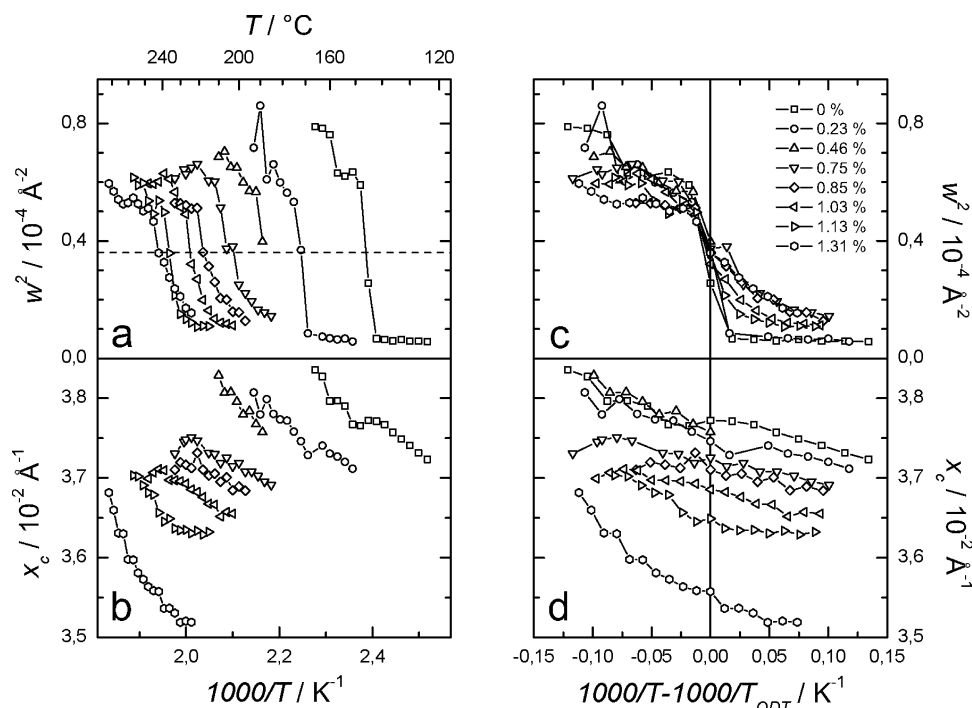 T / °C
240 200 160 120
0,8
0,4
0,0
w² / 10⁻⁴ Å⁻²
a
c
0 %
0.23 %
0.46 %
0.75 %
0.85 %
1.03 %
1.13 %
1.31 %
0,8
0,4
0,0
w² / 10⁻⁴ Å⁻²
3,8
3,7
3,6
3,5
x_c / 10⁻² Å⁻¹
b
d
3,8
3,7
3,6
3,5
x_c / 10⁻² Å⁻¹
2,0 2,2 2,4
-0,15 -0,10 -0,05 0,00 0,05 0,10 0,15
1000/T / K⁻¹
1000/T-1000/T_ODT / K⁻¹